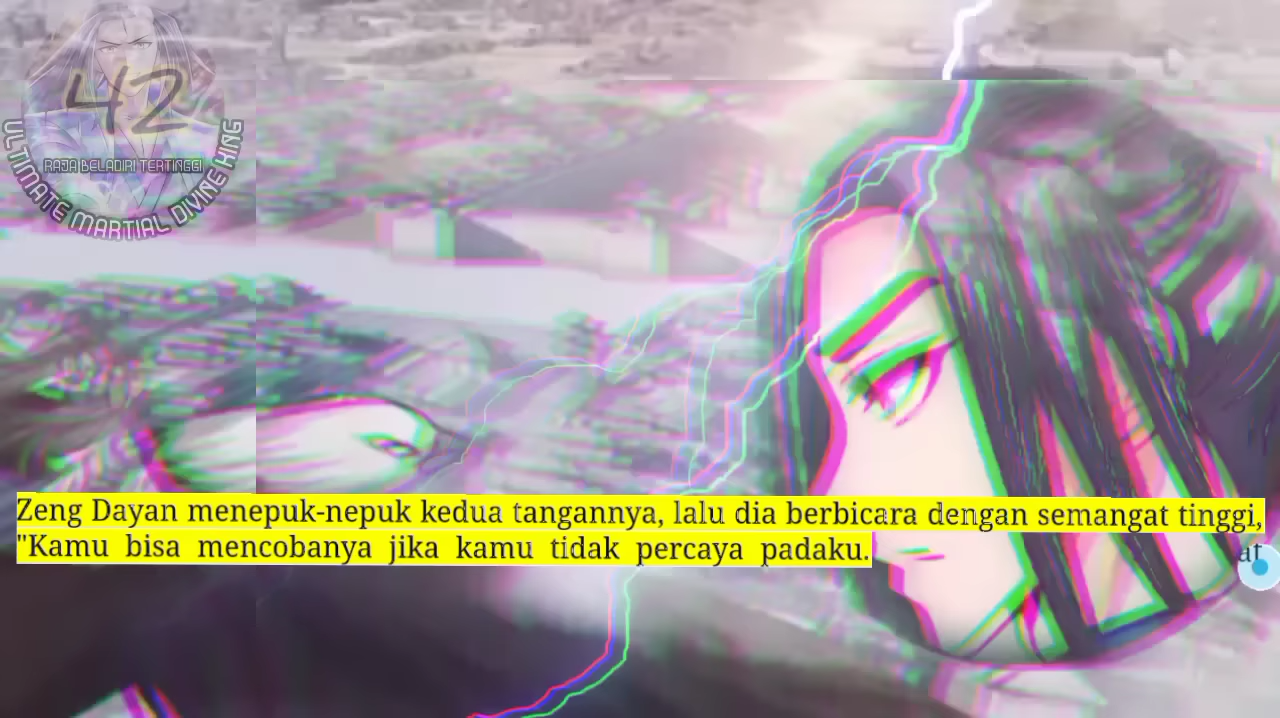 42
RAJA BELADIRI TERTINGGI
ULTIMATE MARTIAL DIVINE KING
Zeng Dayan menepuk-nepuk kedua tangannya, lalu dia berbicara dengan semangat tinggi,
"Kamu bisa mencobanya jika kamu tidak percaya padaku.
at